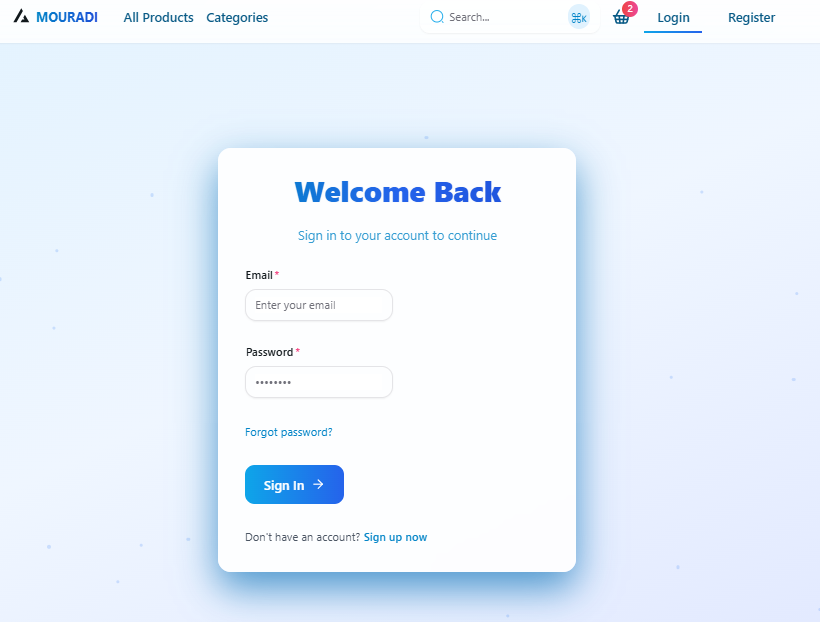 MOURADI All Products Categories Search... ⌘K 2 Login Register
Welcome Back
Sign in to your account to continue
Email*
Enter your email
Password*
••••••••
Forgot password?
Sign In →
Don't have an account? Sign up now